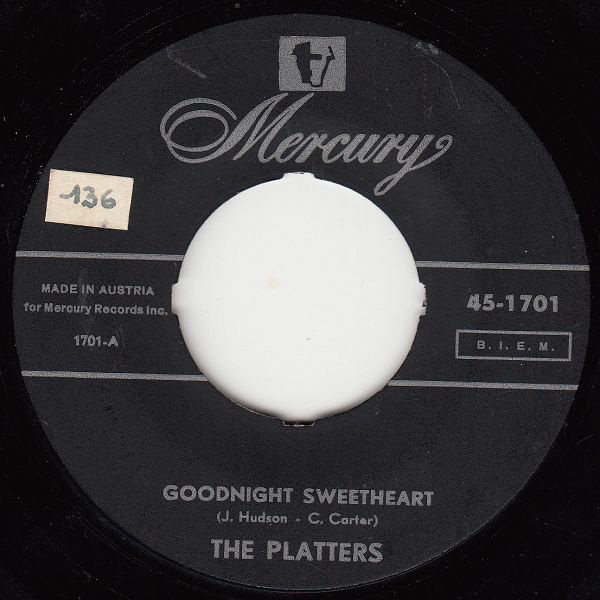 Mercury
136
MADE IN AUSTRIA
for Mercury Records Inc.
1701-A
45-1701
B. I. E. M.
GOODNIGHT SWEETHEART
(J. Hudson - C. Carter)
THE PLATTERS